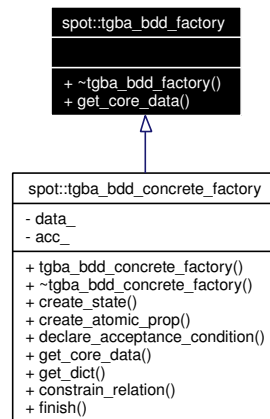 spot::tgba_bdd_factory
+ ~tgba_bdd_factory()
+ get_core_data()
spot::tgba_bdd_concrete_factory
- data_
- acc_
+ tgba_bdd_concrete_factory()
+ ~tgba_bdd_concrete_factory()
+ create_state()
+ create_atomic_prop()
+ declare_acceptance_condition()
+ get_core_data()
+ get_dict()
+ constrain_relation()
+ finish()